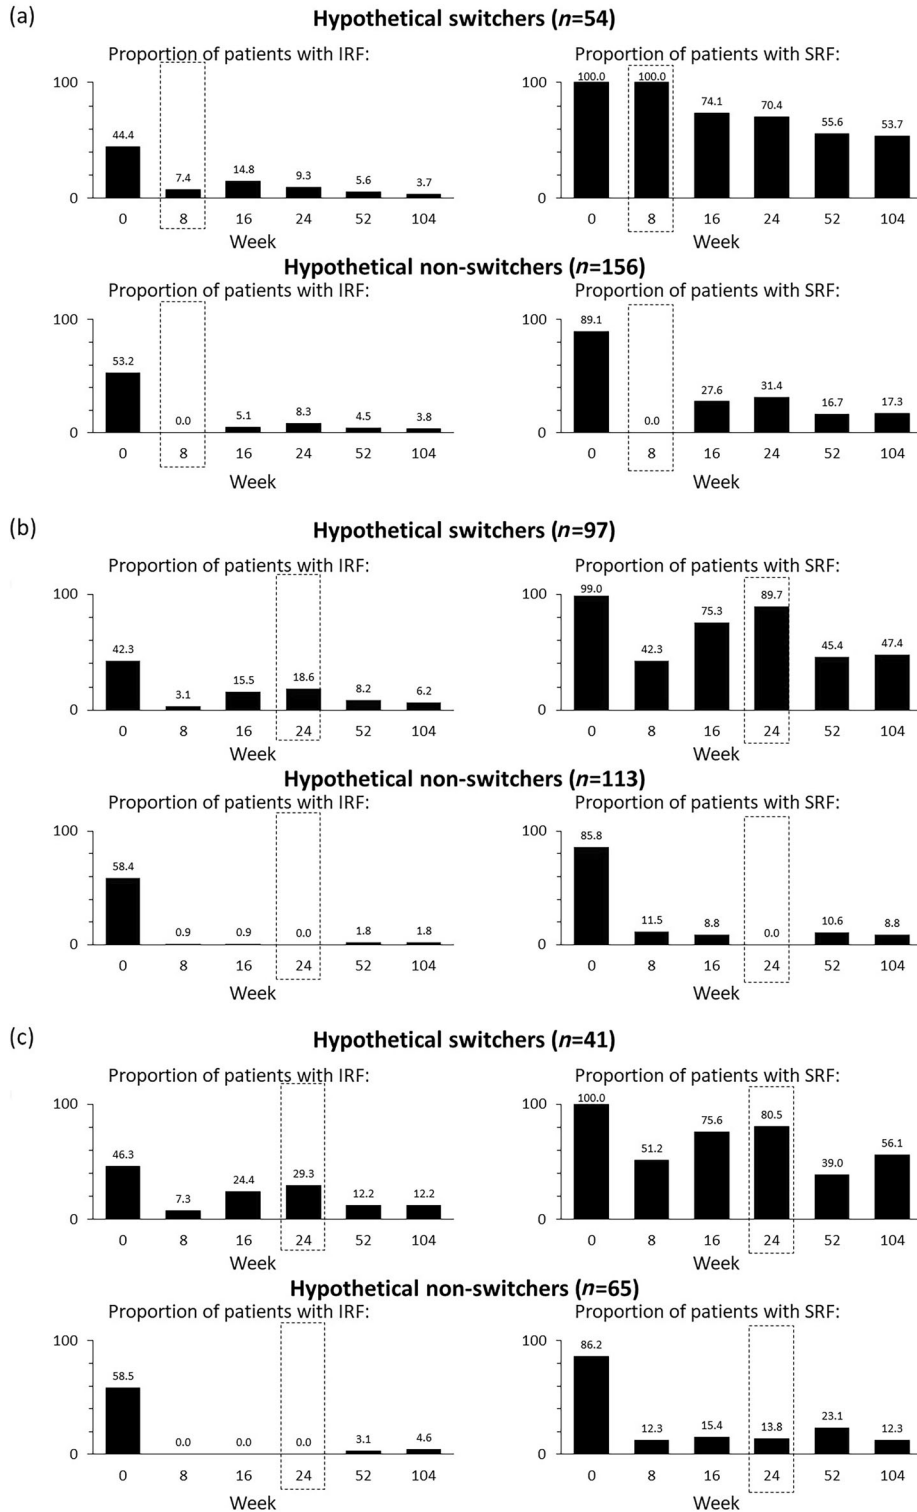 (a)
Hypothetical switchers (n=54)
Proportion of patients with IRF:
100
0
44.4
7.4
14.8
9.3
5.6
3.7
0 8 16 24 52 104
Week
Proportion of patients with SRF:
100
0
100.0
100.0
74.1
70.4
55.6
53.7
0 8 16 24 52 104
Week
Hypothetical non-switchers (n=156)
Proportion of patients with IRF:
100
0
53.2
0.0
5.1
8.3
4.5
3.8
0 8 16 24 52 104
Week
Proportion of patients with SRF:
100
0
89.1
0.0
27.6
31.4
16.7
17.3
0 8 16 24 52 104
Week
(b)
Hypothetical switchers (n=97)
Proportion of patients with IRF:
100
0
42.3
3.1
15.5
18.6
8.2
6.2
0 8 16 24 52 104
Week
Proportion of patients with SRF:
100
0
99.0
42.3
75.3
89.7
45.4
47.4
0 8 16 24 52 104
Week
Hypothetical non-switchers (n=113)
Proportion of patients with IRF:
100
0
58.4
0.9
0.9
0.0
1.8
1.8
0 8 16 24 52 104
Week
Proportion of patients with SRF:
100
0
85.8
11.5
8.8
0.0
10.6
8.8
0 8 16 24 52 104
Week
(c)
Hypothetical switchers (n=41)
Proportion of patients with IRF:
100
0
46.3
7.3
24.4
29.3
12.2
12.2
0 8 16 24 52 104
Week
Proportion of patients with SRF:
100
0
100.0
51.2
75.6
80.5
39.0
56.1
0 8 16 24 52 104
Week
Hypothetical non-switchers (n=65)
Proportion of patients with IRF:
100
0
58.5
0.0
0.0
0.0
3.1
4.6
0 8 16 24 52 104
Week
Proportion of patients with SRF:
100
0
86.2
12.3
15.4
13.8
23.1
12.3
0 8 16 24 52 104
Week